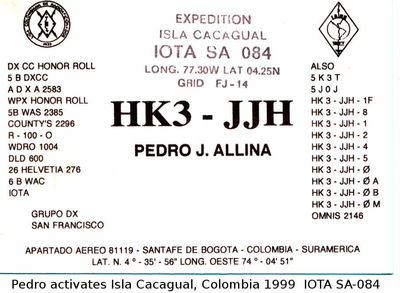 EXPEDITION
ISLA CACAGUAL
IOTA SA 084
LONG. 77.30W LAT 04.25N
GRID FJ-14
DX CC HONOR ROLL
5 B DXCC
A D X A 2583
WPX HONOR ROLL
5B WAS 2385
COUNTY'S 2296
R - 100 - O
WDRO 1004
DLD 600
26 HELVETIA 276
6 B WAC
IOTA
GRUPO DX
SAN FRANCISCO
HK3 - JJH
PEDRO J. ALLINA
ALSO
5 K 3 T
5 J 0 J
HK 3 - JJH - 1F
HK 3 - JJH - 8
HK 3 - JJH - 1
HK 3 - JJH - 2
HK 3 - JJH - 4
HK 3 - JJH - 5
HK 3 - JJH - Ø
HK 3 - JJH - Ø A
HK 3 - JJH - Ø B
HK 3 - JJH - Ø M
OMNIS 2146
APARTADO AEREO 81119 - SANTAFE DE BOGOTA - COLOMBIA - SURAMERICA
LAT. N. 4 º - 35' - 56" LONG. OESTE 74 º - 04' 51"
Pedro activates Isla Cacagual, Colombia 1999 IOTA SA-084